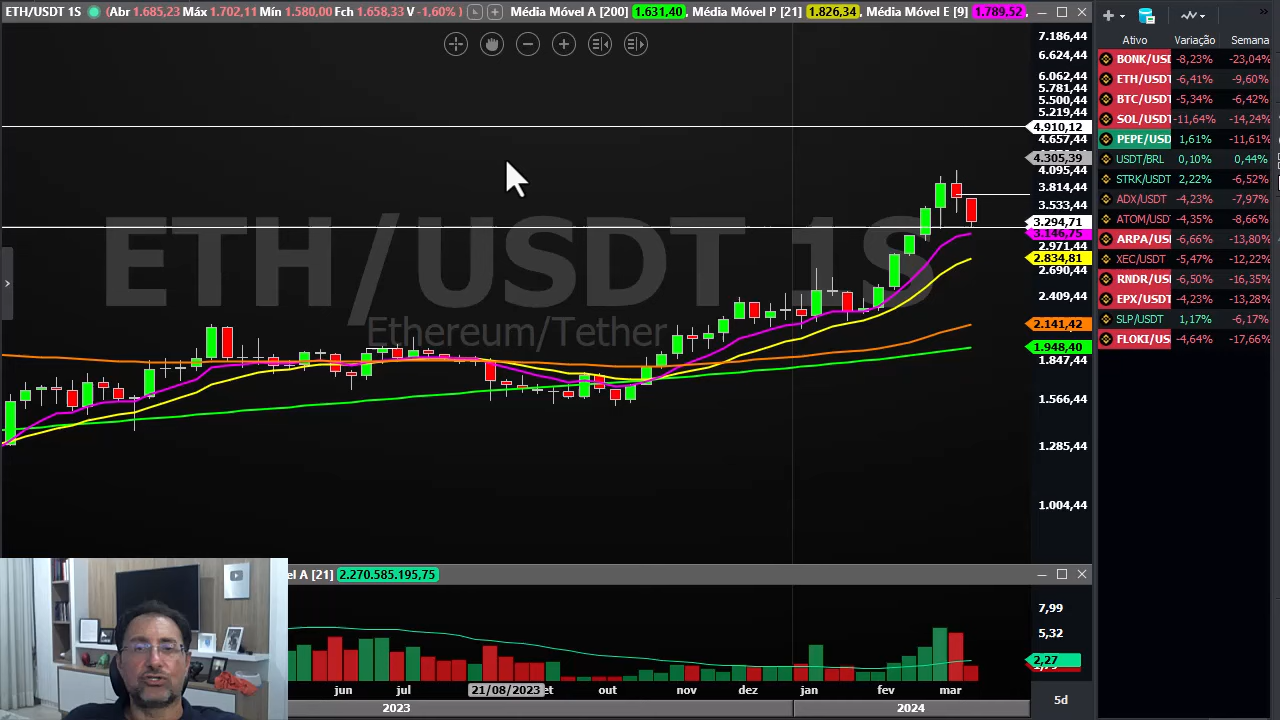 ETH/USDT 1S Abr 1.685,23 Máx 1.702,11 Mín 1.580,00 Fch 1.658,33 V -1,60% Média Móvel A [200] 1.631,40, Média Móvel P [21] 1.826,34, Média Móvel E [9] 1.789,52,
7.186,44
6.624,44
6.062,44
5.781,44
5.500,44
5.219,44
4.910,12
4.657,44
4.305,39
4.095,44
3.814,44
3.533,44
3.294,71
3.146,75
2.971,44
2.834,81
2.690,44
2.409,44
2.141,42
1.948,40
1.847,44
1.566,44
1.285,44
1.004,44
ETH/USDT 1S
Ethereum/Tether
el A [21] 2.270.585.195,75
7,99
5,32
2,27
jun jul 21/08/2023 et out nov dez jan fev mar
2023 2024
5d
Ativo Variação Semana
BONK/USD -8,23% -23,04%
ETH/USDT -6,41% -9,60%
BTC/USDT -5,34% -6,42%
SOL/USDT -11,64% -14,24%
PEPE/USD 1,61% -11,61%
USDT/BRL 0,10% 0,44%
STRK/USDT 2,22% -6,52%
ADX/USDT -4,23% -7,97%
ATOM/USDT -4,35% -8,66%
ARPA/USI -6,66% -13,80%
XEC/USDT -5,47% -12,22%
RNDR/USI -6,50% -16,35%
EPX/USDT -4,23% -13,28%
SLP/USDT 1,17% -6,17%
FLOKI/US -4,64% -17,66%